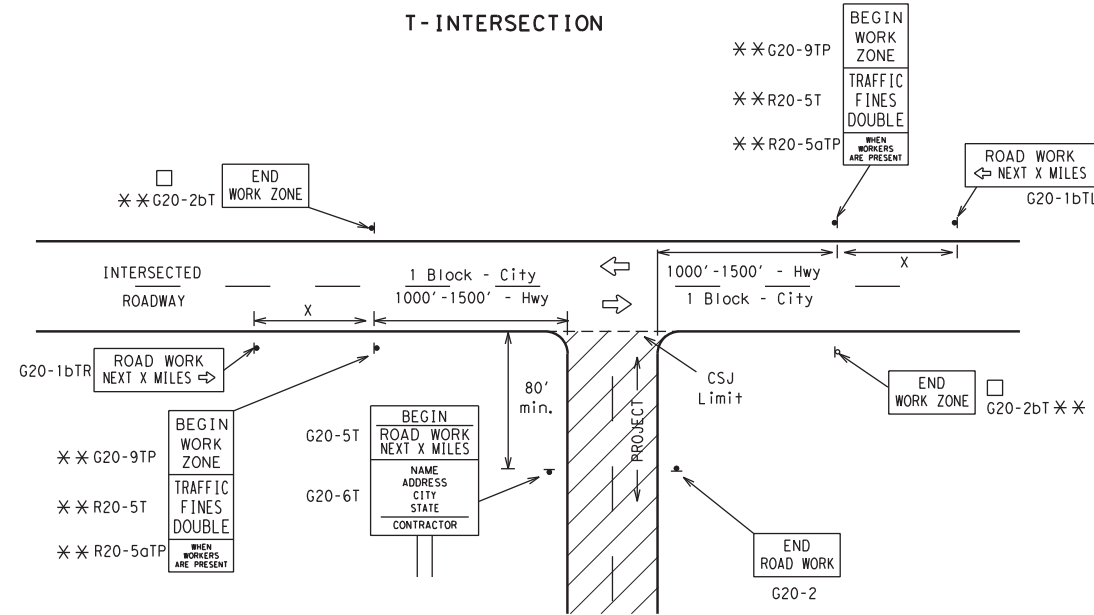 T-INTERSECTION
BEGIN
WORK
ZONE
TRAFFIC
FINES
DOUBLE
WHEN
WORKERS
ARE PRESENT
**G20-9TP
**R20-5T
**R20-5aTP
ROAD WORK
⇦ NEXT X MILES
G20-1bTL
□
**G20-2bT
END
WORK ZONE
INTERSECTED
ROADWAY
X
1 Block - City
1000'-1500' - Hwy
⇦
⇨
1000'-1500' - Hwy
1 Block - City
X
G20-1bTR
ROAD WORK
NEXT X MILES ⇨
80'
min.
CSJ
Limit
PROJECT
END
WORK ZONE
□
G20-2bT **
**G20-9TP
**R20-5T
**R20-5aTP
BEGIN
WORK
ZONE
TRAFFIC
FINES
DOUBLE
WHEN
WORKERS
ARE PRESENT
G20-5T
G20-6T
BEGIN
ROAD WORK
NEXT X MILES
NAME
ADDRESS
CITY
STATE
CONTRACTOR
END
ROAD WORK
G20-2